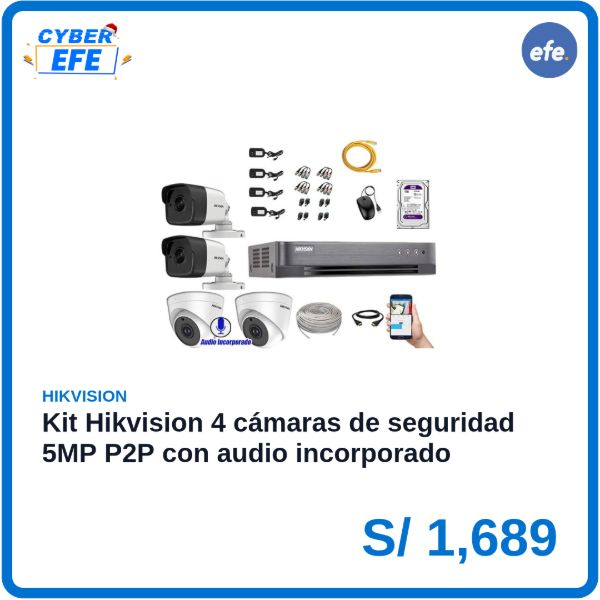 CYBER
EFE
efe.
HIKVISION
Audio incorporado
HIKVISION
Kit Hikvision 4 cámaras de seguridad
5MP P2P con audio incorporado
S/ 1,689